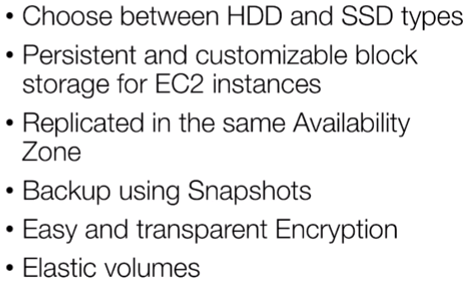 • Choose between HDD and SSD types
• Persistent and customizable block
storage for EC2 instances
• Replicated in the same Availability
Zone
• Backup using Snapshots
• Easy and transparent Encryption
• Elastic volumes